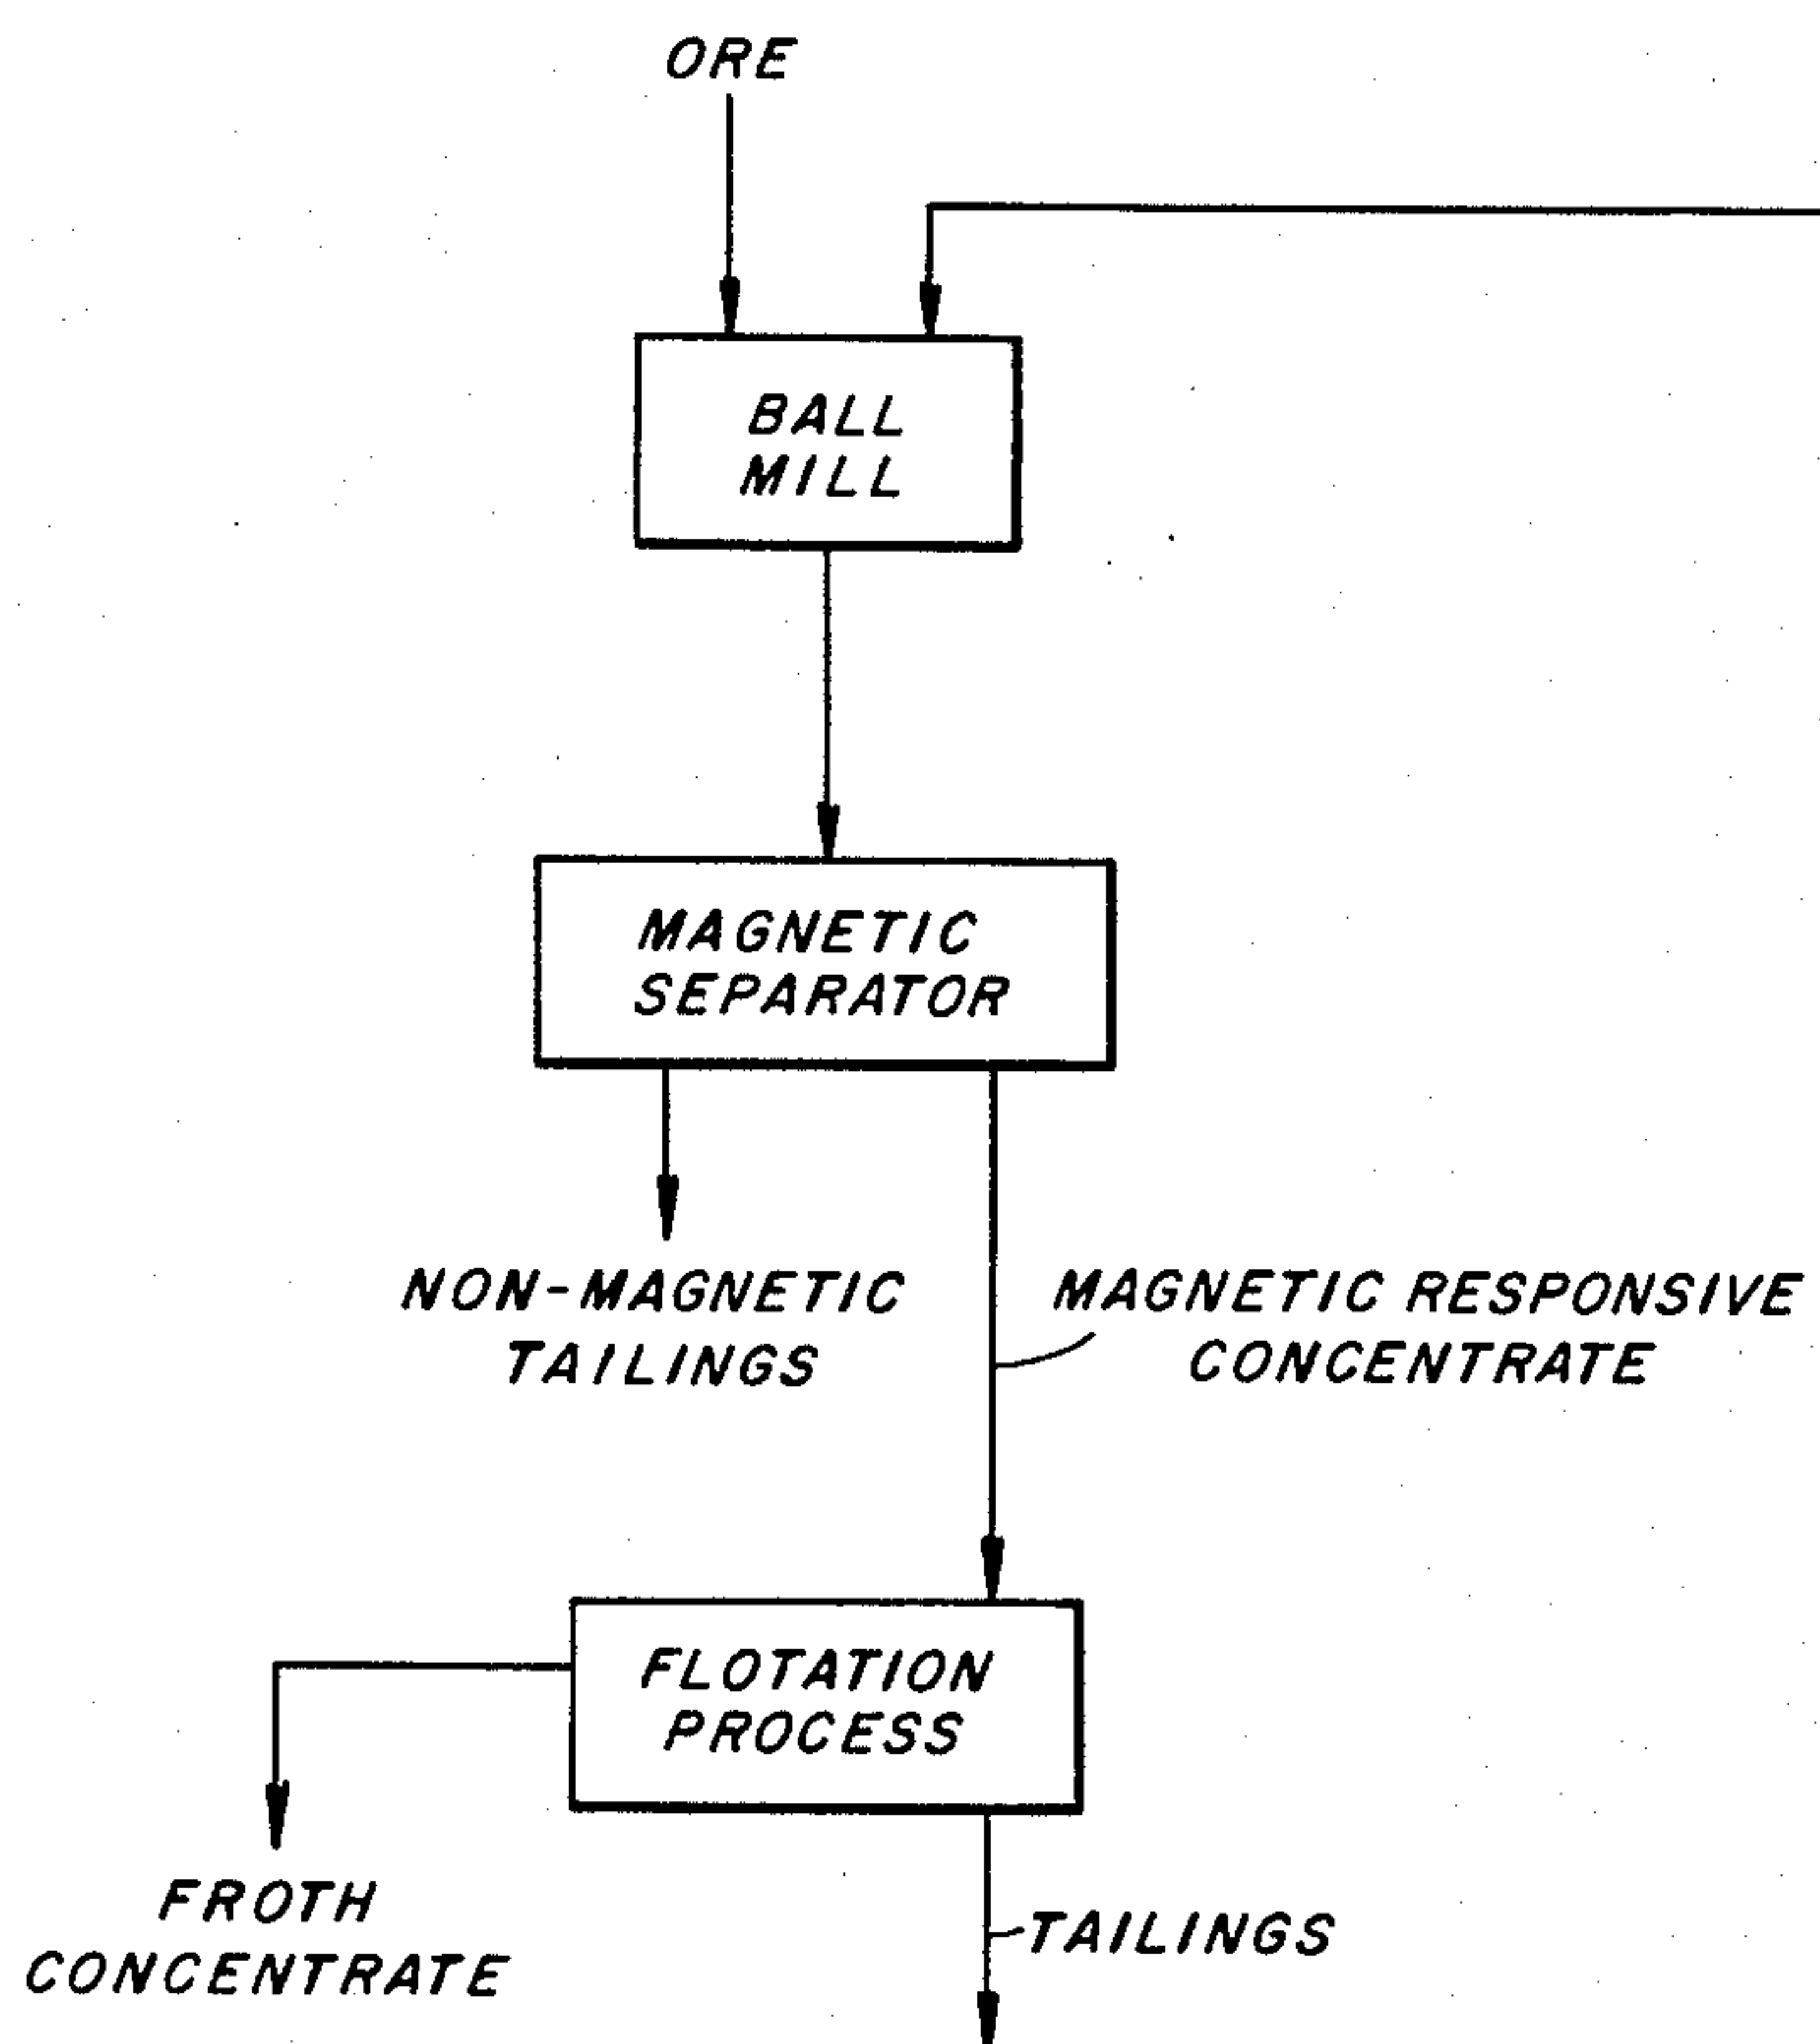 ORE
BALL
MILL
MAGNETIC
SEPARATOR
NON-MAGNETIC
TAILINGS
MAGNETIC RESPONSIVE
CONCENTRATE
FLOTATION
PROCESS
FROTH
CONCENTRATE
TAILINGS